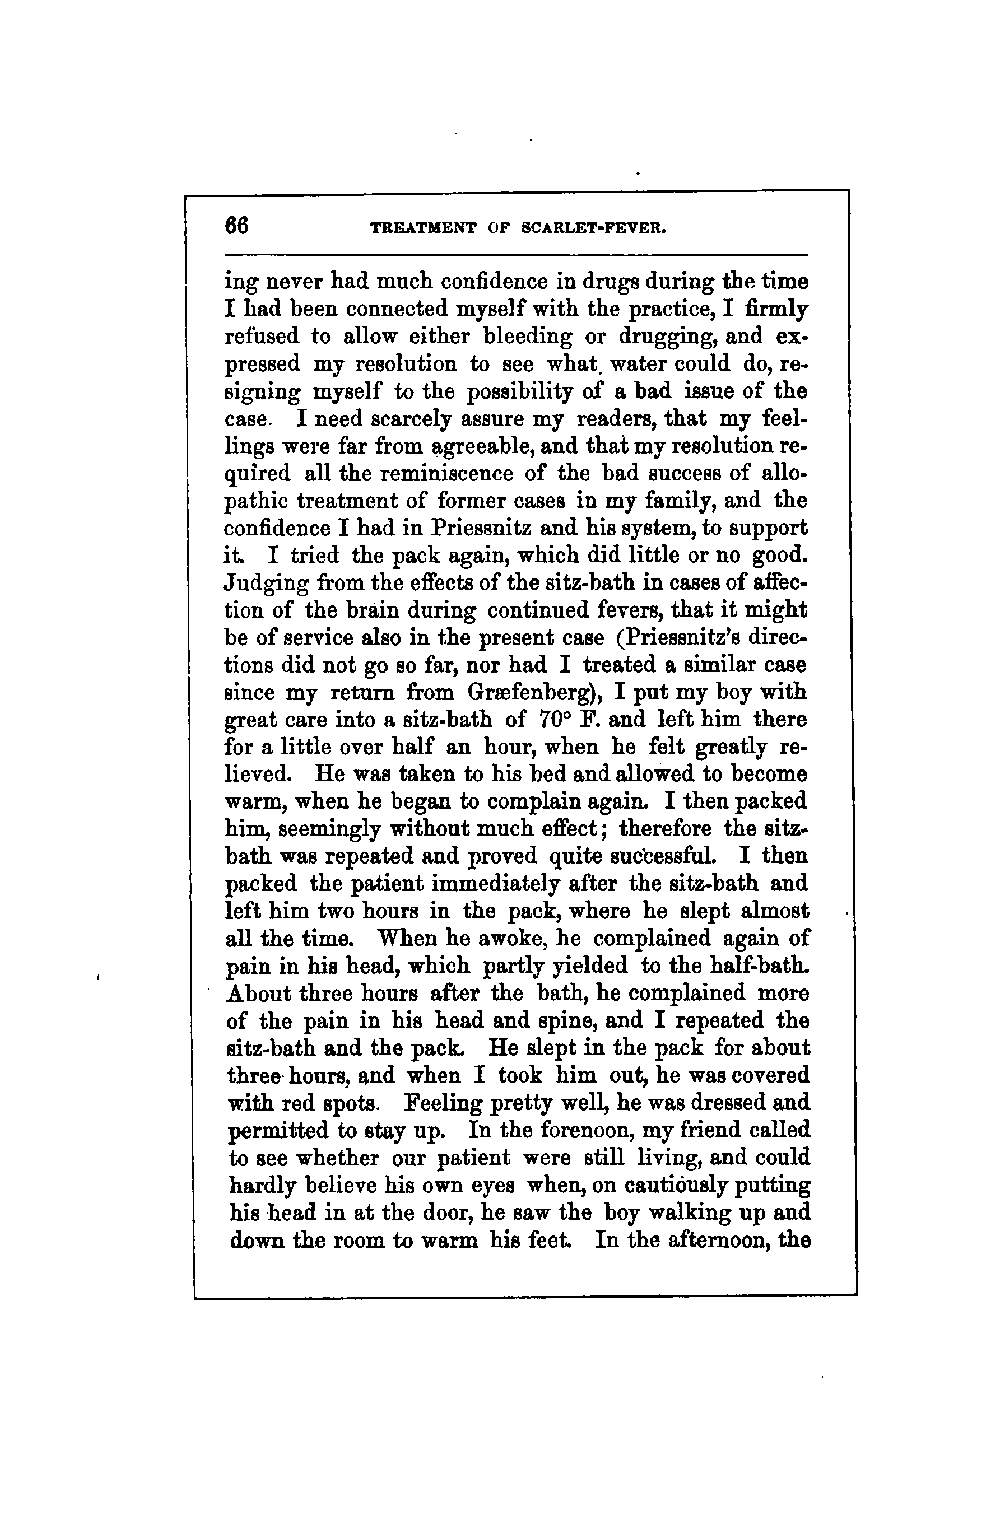 66 TREATMENT OF SCARLET-FEVER.
ing never had much confidence in drugs during the time
I had been connected myself with the practice, I firmly
refused to allow either bleeding or drugging, and ex-
pressed my resolution to see what water could do, re-
signing myself to the possibility of a bad issue of the
case. I need scarcely assure my readers, that my feel-
lings were far from agreeable, and that my resolution re-
quired all the reminiscence of the bad success of allo-
pathic treatment of former cases in my family, and the
confidence I had in Priessnitz and his system, to support
it. I tried the pack again, which did little or no good.
Judging from the effects of the sitz-bath in cases of affec-
tion of the brain during continued fevers, that it might
be of service also in the present case (Priessnitz's direc-
tions did not go so far, nor had I treated a similar case
since my return from Græfenberg), I put my boy with
great care into a sitz-bath of 70° F. and left him there
for a little over half an hour, when he felt greatly re-
lieved. He was taken to his bed and allowed to become
warm, when he began to complain again. I then packed
him, seemingly without much effect; therefore the sitz-
bath was repeated and proved quite successful. I then
packed the patient immediately after the sitz-bath and
left him two hours in the pack, where he slept almost
all the time. When he awoke, he complained again of
pain in his head, which partly yielded to the half-bath.
About three hours after the bath, he complained more
of the pain in his head and spine, and I repeated the
sitz-bath and the pack. He slept in the pack for about
three hours, and when I took him out, he was covered
with red spots. Feeling pretty well, he was dressed and
permitted to stay up. In the forenoon, my friend called
to see whether our patient were still living, and could
hardly believe his own eyes when, on cautiously putting
his head in at the door, he saw the boy walking up and
down the room to warm his feet. In the afternoon, the